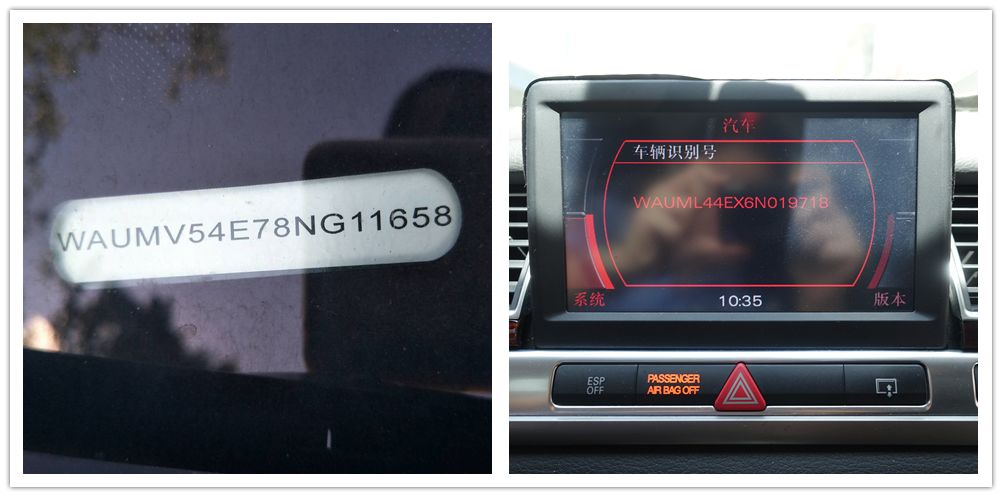 WAUMV54E78NG11658
汽车
车辆识别号
WAUML44EX6N019718
系统
10:35
版本
ESP
OFF
PASSENGER
AIR BAG OFF